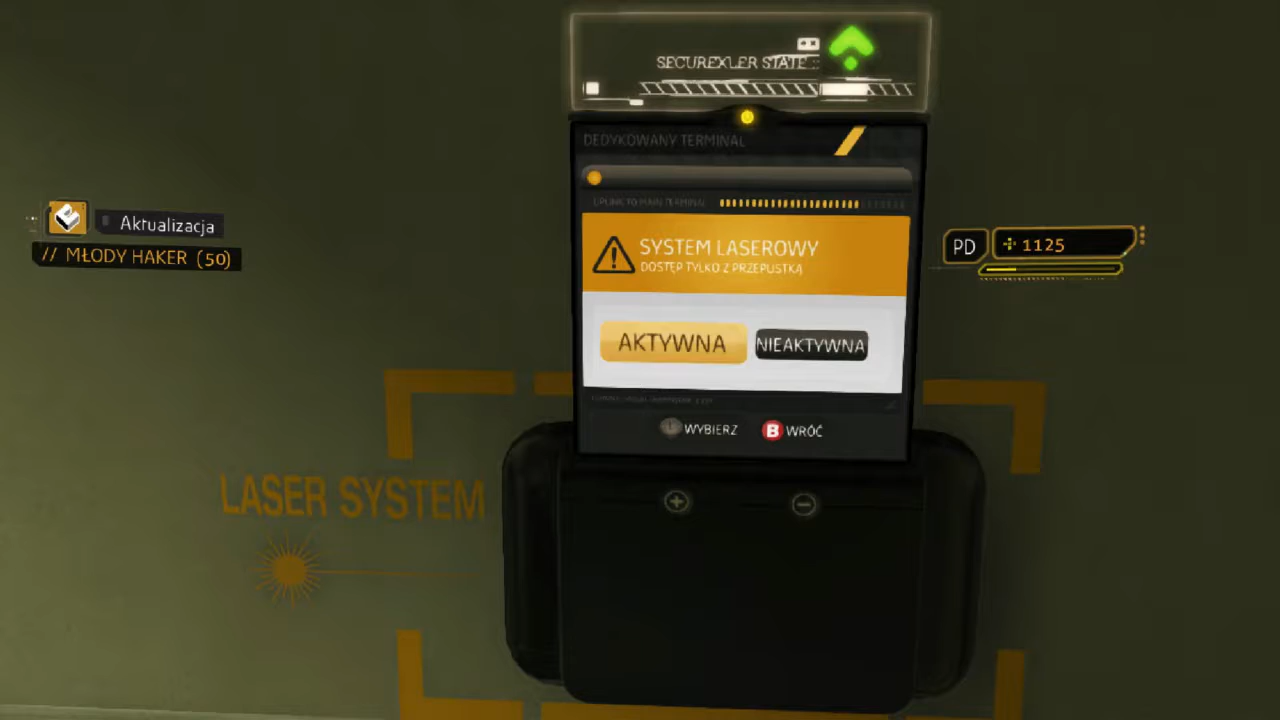 SECUREXLER STATE ::
DEDYKOWANY TERMINAL
Aktualizacja
// MŁODY HAKER (50)
SYSTEM LASEROWY
DOSTĘP TYLKO Z PRZEPUSTKĄ
PD 1125
AKTYWNA NIEAKTYWNA
WYBIERZ B WRÓĆ
LASER SYSTEM